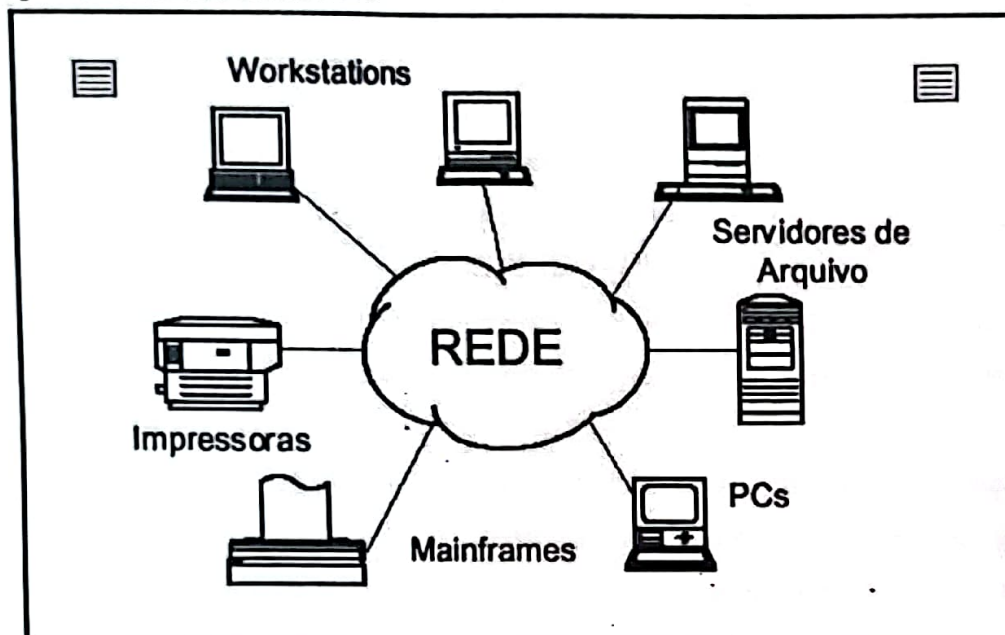 Workstations
Servidores de
Arquivo
REDE
Impressoras
PCs
Mainframes